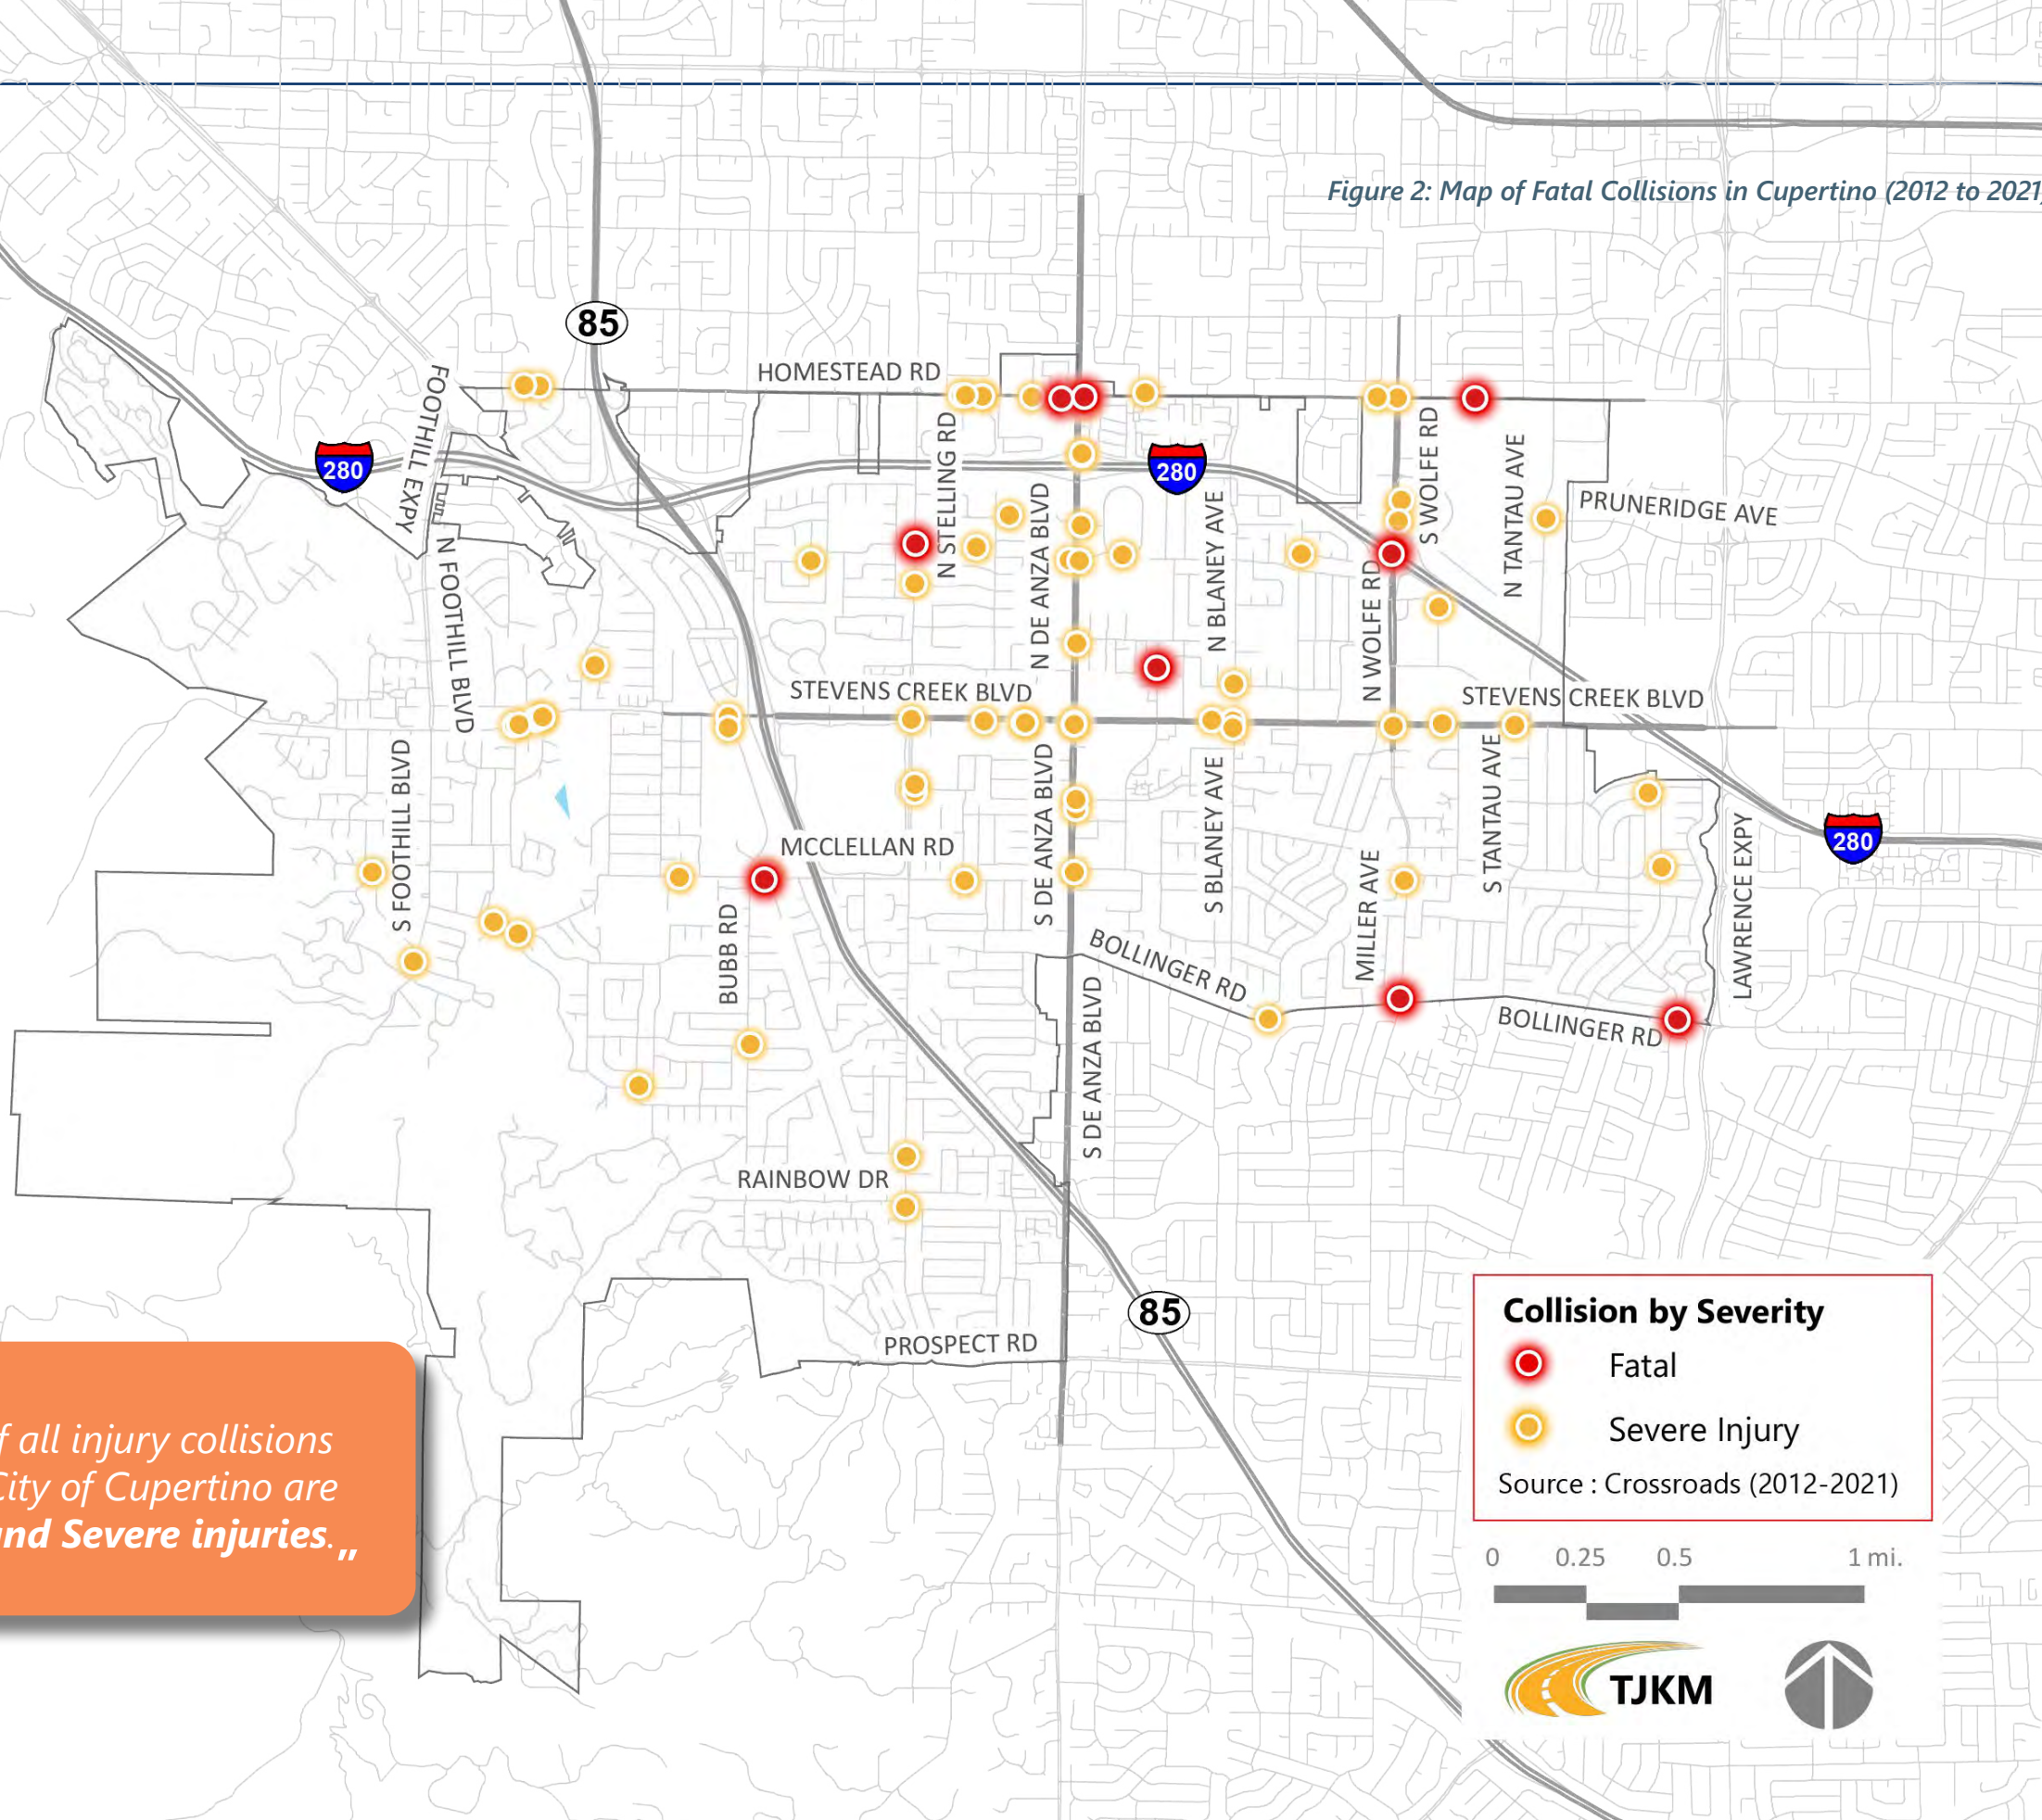 Figure 2: Map of Fatal Collisions in Cupertino (2012 to 2021
85
HOMESTEAD RD
FOOTHILL EXPY
280
280
N STELLING RD
S WOLFE RD
N TANTAU AVE
PRUNERIDGE AVE
N DE ANZA BLVD
N BLANEY AVE
N FOOTHILL BLVD
N WOLFE RD
STEVENS CREEK BLVD
STEVENS CREEK BLVD
S FOOTHILL BLVD
S DE ANZA BLVD
S BLANEY AVE
S TANTAU AVE
MCCLELLAN RD
280
LAWRENCE EXPY
MILLER AVE
BUBB RD
BOLLINGER RD
S DE ANZA BLVD
BOLLINGER RD
RAINBOW DR
85
PROSPECT RD
Collision by Severity
Fatal
Severe Injury
Source : Crossroads (2012-2021)
f all injury collisions
City of Cupertino are
and Severe injuries.„
0 0.25 0.5 1 mi.
TJKM